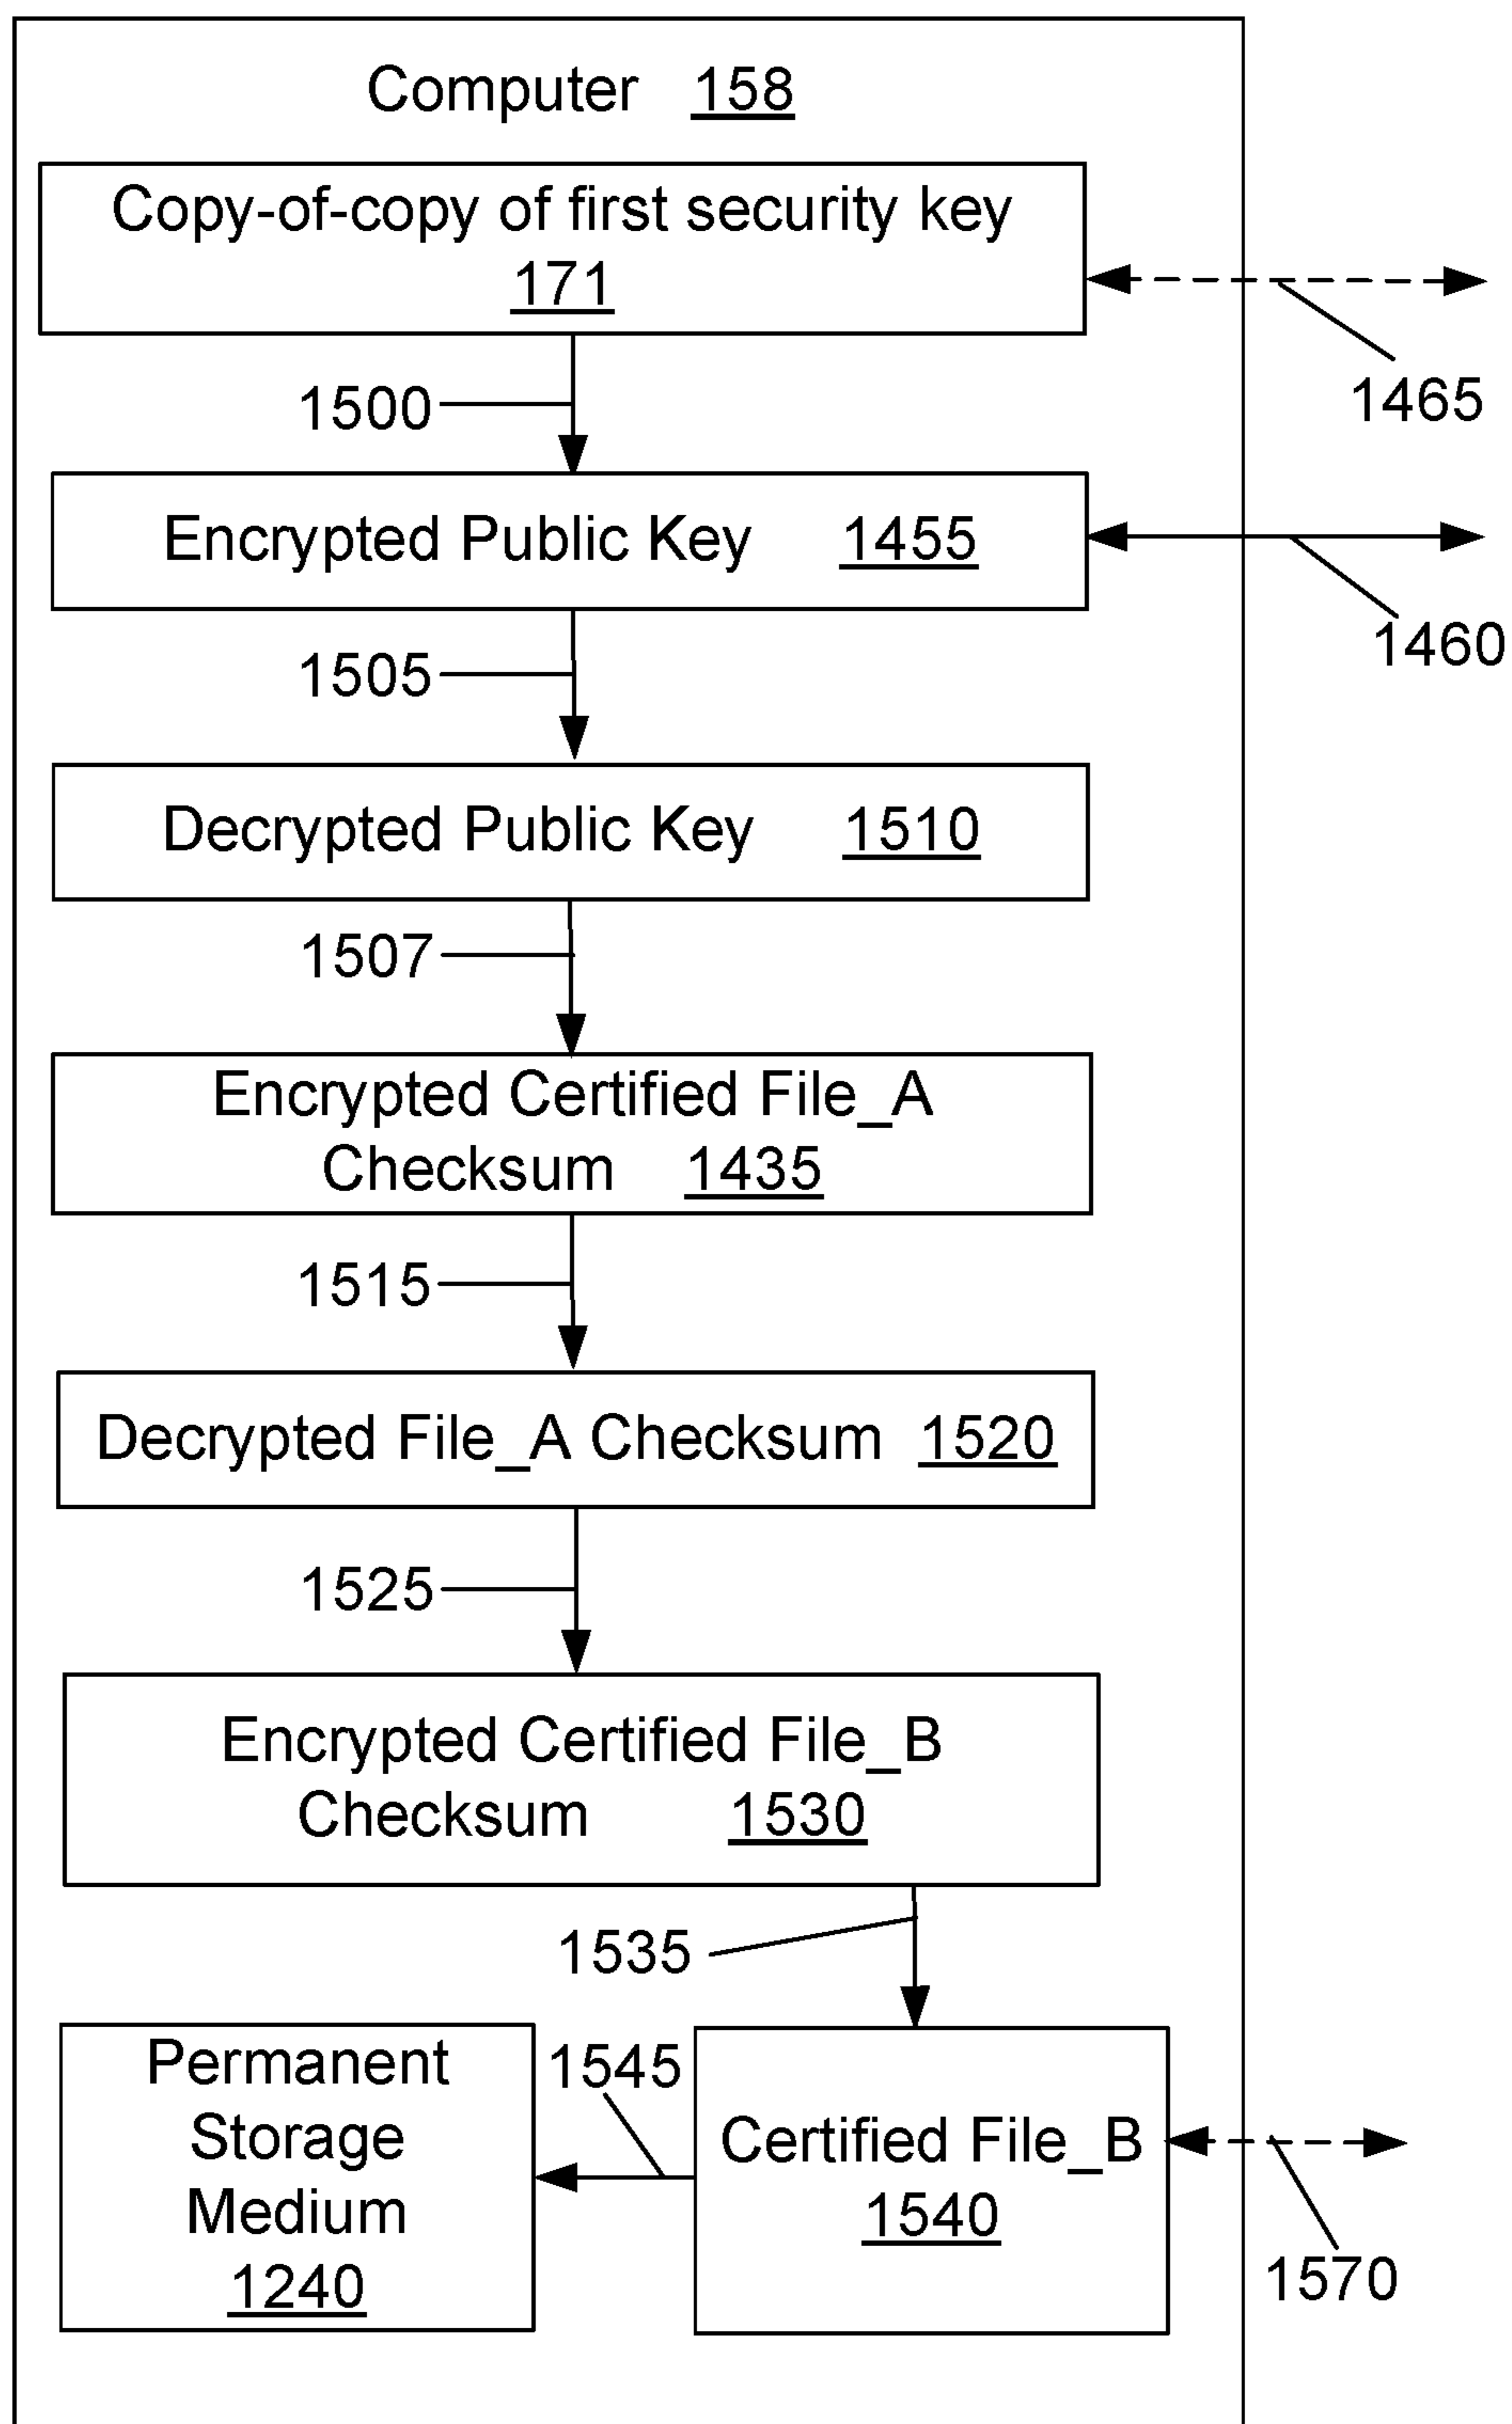 Computer 158
Copy-of-copy of first security key
171
1465
1500
Encrypted Public Key 1455
1460
1505
Decrypted Public Key 1510
1507
Encrypted Certified File_A
Checksum 1435
1515
Decrypted File_A Checksum 1520
1525
Encrypted Certified File_B
Checksum 1530
1535
Permanent
Storage
Medium
1240
1545
Certified File_B
1540
1570